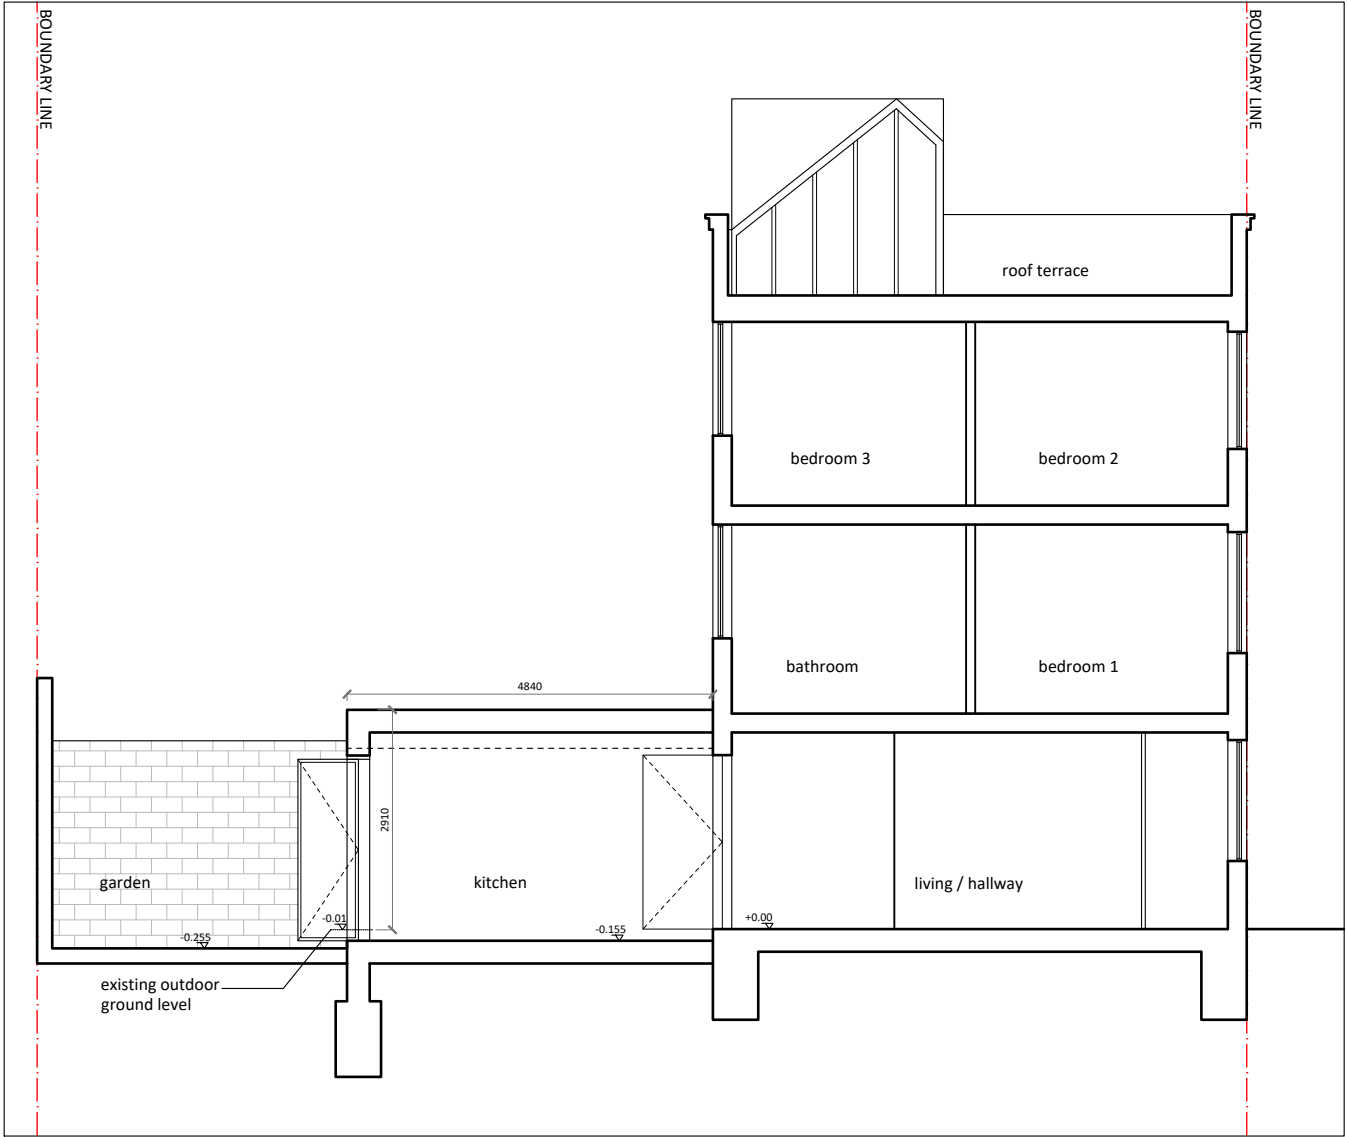 BOUNDARY LINE
BOUNDARY LINE
roof terrace
bedroom 3
bedroom 2
bathroom
bedroom 1
4840
2910
garden
kitchen
living / hallway
-0.01
+0.00
-0.255
-0.155
existing outdoor
ground level